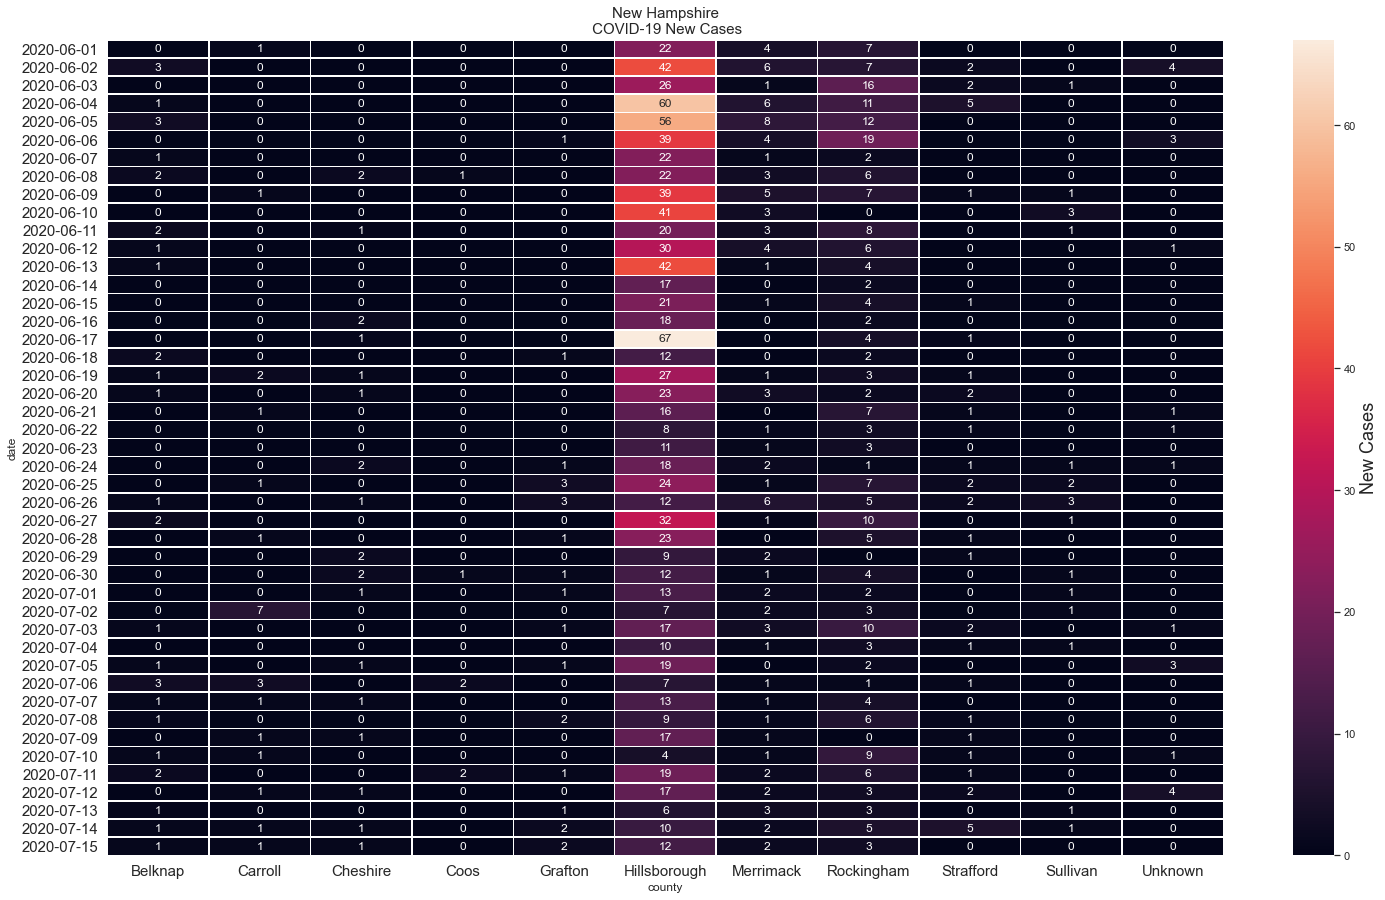 New Hampshire
COVID-19 New Cases
2020-06-01 0 1 0 0 0 22 4 7 0 0 0
2020-06-02 3 0 0 0 0 42 6 7 2 0 4
2020-06-03 0 0 0 0 0 26 1 16 2 1 0
2020-06-04 1 0 0 0 0 60 6 11 5 0 0
2020-06-05 3 0 0 0 0 56 8 12 0 0 0
2020-06-06 0 0 0 0 1 39 4 19 0 0 3
2020-06-07 1 0 0 0 0 22 1 2 0 0 0
2020-06-08 2 0 2 1 0 22 3 6 0 0 0
2020-06-09 0 1 0 0 0 39 5 7 1 1 0
2020-06-10 0 0 0 0 0 41 3 0 0 3 0
2020-06-11 2 0 1 0 0 20 3 8 0 1 0
2020-06-12 1 0 0 0 0 30 4 6 0 0 1
2020-06-13 1 0 0 0 0 42 1 4 0 0 0
2020-06-14 0 0 0 0 0 17 0 2 0 0 0
2020-06-15 0 0 0 0 0 21 1 4 1 0 0
2020-06-16 0 0 2 0 0 18 0 2 0 0 0
2020-06-17 0 0 1 0 0 67 0 4 1 0 0
2020-06-18 2 0 0 0 1 12 0 2 0 0 0
2020-06-19 1 2 1 0 0 27 1 3 1 0 0
2020-06-20 1 0 1 0 0 23 3 2 2 0 0
2020-06-21 0 1 0 0 0 16 0 7 1 0 1
2020-06-22 0 0 0 0 0 8 1 3 1 0 1
2020-06-23 0 0 0 0 0 11 1 3 0 0 0
2020-06-24 0 0 2 0 1 18 2 1 1 1 1
2020-06-25 0 1 0 0 3 24 1 7 2 2 0
2020-06-26 1 0 1 0 3 12 6 5 2 3 0
2020-06-27 2 0 0 0 0 32 1 10 0 1 0
2020-06-28 0 1 0 0 1 23 0 5 1 0 0
2020-06-29 0 0 2 0 0 9 2 0 1 0 0
2020-06-30 0 0 2 1 1 12 1 4 0 1 0
2020-07-01 0 0 1 0 1 13 2 2 0 1 0
2020-07-02 0 7 0 0 0 7 2 3 0 1 0
2020-07-03 1 0 0 0 1 17 3 10 2 0 1
2020-07-04 0 0 0 0 0 10 1 3 1 1 0
2020-07-05 1 0 1 0 1 19 0 2 0 0 3
2020-07-06 3 3 0 2 0 7 1 1 1 0 0
2020-07-07 1 1 1 0 0 13 1 4 0 0 0
2020-07-08 1 0 0 0 2 9 1 6 1 0 0
2020-07-09 0 1 1 0 0 17 1 0 1 0 0
2020-07-10 1 1 0 0 0 4 1 9 1 0 1
2020-07-11 2 0 0 2 1 19 2 6 1 0 0
2020-07-12 0 1 1 0 0 17 2 3 2 0 4
2020-07-13 1 0 0 0 1 6 3 3 0 1 0
2020-07-14 1 1 1 0 2 10 2 5 5 1 0
2020-07-15 1 1 1 0 2 12 2 3 0 0 0
Belknap Carroll Cheshire Coos Grafton Hillsborough Merrimack Rockingham Strafford Sullivan Unknown
county
date
60
50
40
30
20
10
0
New Cases